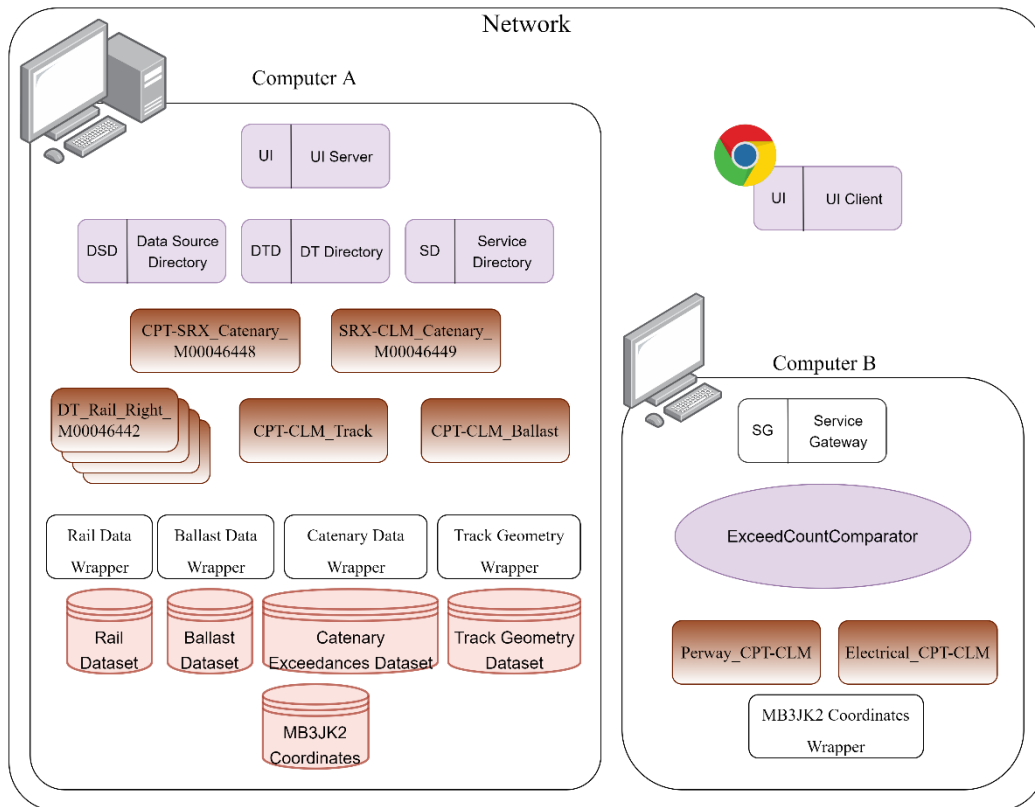 Network
Computer A
UI
UI Server
UI
UI Client
DSD
Data Source
Directory
DTD
DT Directory
SD
Service
Directory
CPT-SRX_Catenary_
M00046448
SRX-CLM_Catenary_
M00046449
DT_Rail_Right_
M00046442
CPT-CLM_Track
CPT-CLM_Ballast
Rail Data
Wrapper
Ballast Data
Wrapper
Catenary Data
Wrapper
Track Geometry
Wrapper
Rail
Dataset
Ballast
Dataset
Catenary
Exceedances Dataset
Track Geometry
Dataset
MB3JK2
Coordinates
Computer B
SG
Service
Gateway
ExceedCountComparator
Perway_CPT-CLM
Electrical_CPT-CLM
MB3JK2 Coordinates
Wrapper